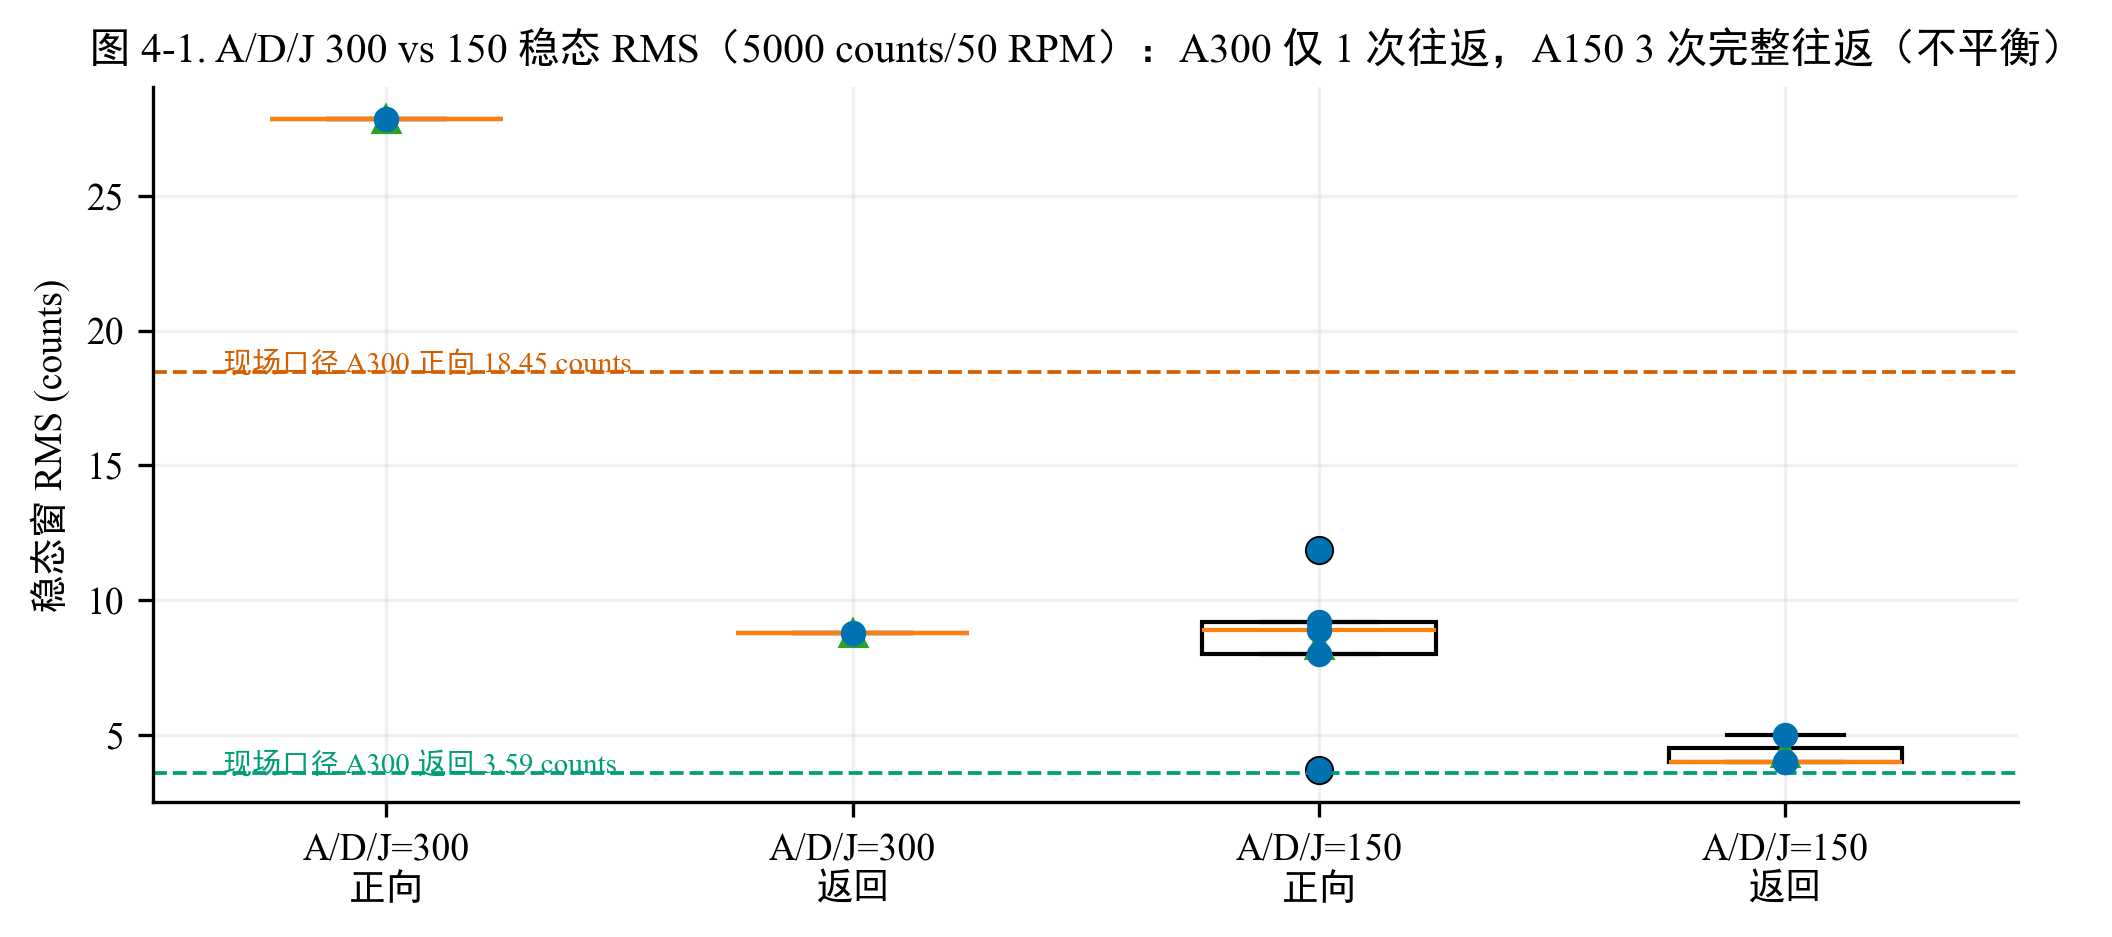 图 4-1. A/D/J 300 vs 150 稳态 RMS（5000 counts/50 RPM）：A300 仅 1 次往返，A150 3 次完整往返（不平衡）
稳态窗 RMS (counts)
25
20
15
10
5
现场口径 A300 正向 18.45 counts
现场口径 A300 返回 3.59 counts
A/D/J=300
正向
A/D/J=300
返回
A/D/J=150
正向
A/D/J=150
返回